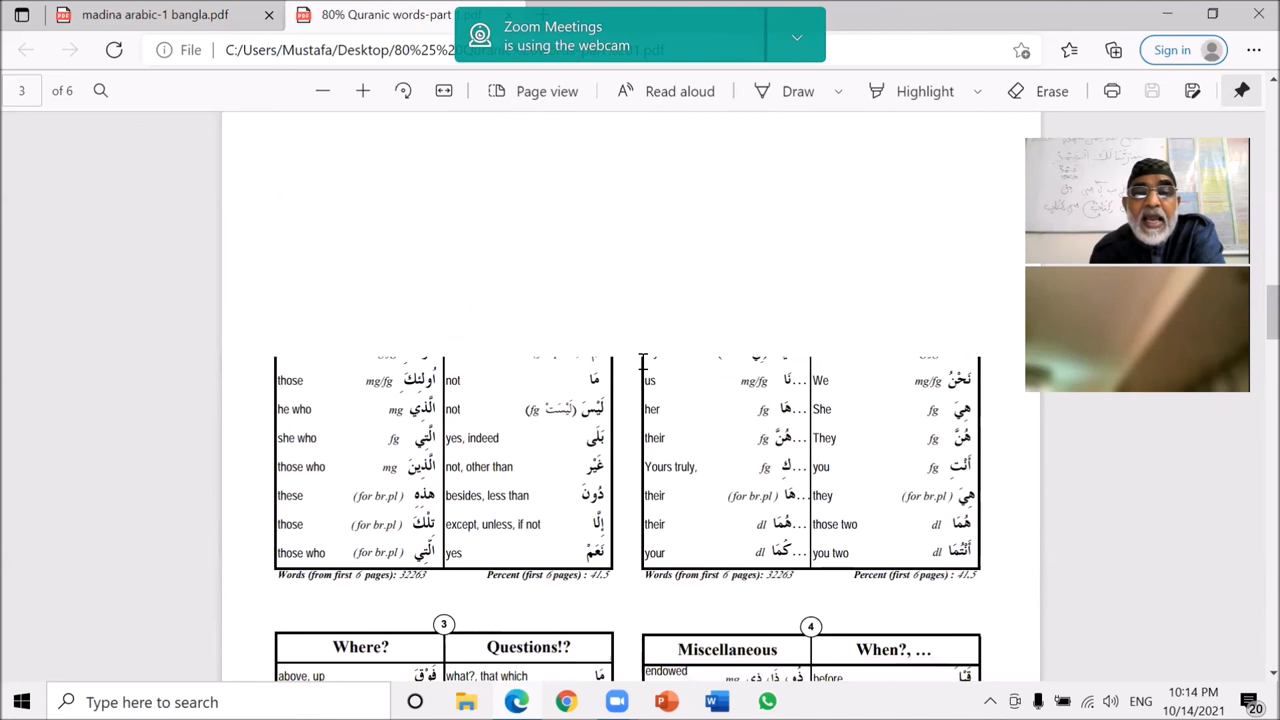 madina arabic-1 bangla.pdf
80% Quranic words-part
Zoom Meetings
is using the webcam
File
C:/Users/Mustafa/Desktop/80%25%20
Sign in
3 of 6
Page view
Read aloud
Draw
Highlight
Erase
those mg/fg أُولٰئِكَ not مَا
he who mg الَّذِي not لَيْسَ (لَيْسَتْ fg)
she who fg الَّتِي yes, indeed بَلَى
those who mg الَّذِينَ not, other than غَيْر
these (for br.pl) هٰذِهِ besides, less than دُونَ
those (for br.pl) تِلْكَ except, unless, if not إِلَّا
those who (for br.pl) الَّتِي yes نَعَمْ
Words (from first 6 pages): 32263 Percent (first 6 pages) : 41.5
us mg/fg ...نَا We mg/fg نَحْنُ
her fg ...هَا She fg هِيَ
their fg ...هُنَّ They fg هُنَّ
Yours truly, fg ...كِ you fg أَنْتِ
their (for br.pl) ...هَا they (for br.pl) هِيَ
their dl ...هُمَا those two dl هُمَا
your dl ...كُمَا you two dl أَنْتُمَا
Words (from first 6 pages): 32263 Percent (first 6 pages) : 41.5
3
Where? Questions!?
above, up فَوْقَ what?, that which مَا
4
Miscellaneous When?, …
endowed mg ذُو، ذَا، ذِي before
Type here to search
ENG
10:14 PM
10/14/2021
20